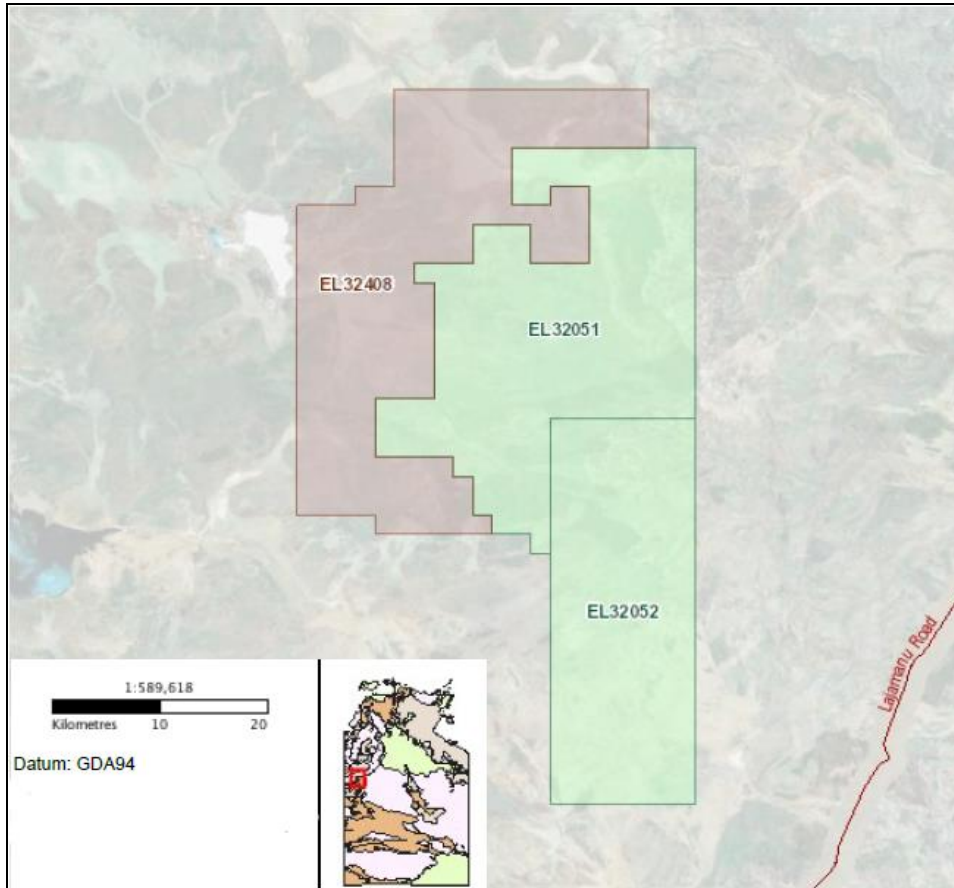 EL32408
EL32051
EL32052
Lajamanu Road
1:589,618
Kilometres 10 20
Datum: GDA94